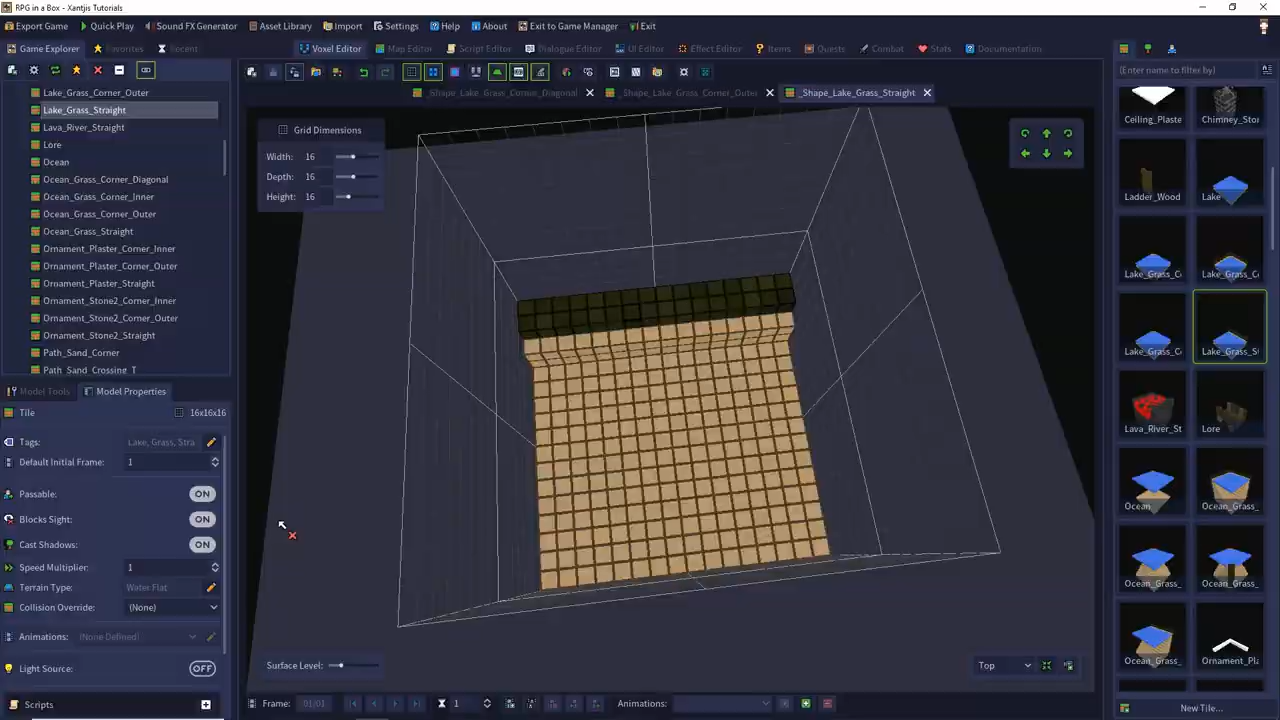 RPG in a Box - Xantjis Tutorials
Export Game Quick Play Sound FX Generator Asset Library Import Settings Help About Exit to Game Manager Exit
Game Explorer Favorites Recent
Voxel Editor Map Editor Script Editor Dialogue Editor UI Editor Effect Editor Items Quests Combat Stats Documentation
_Shape_Lake_Grass_Corner_Diagonal _Shape_Lake_Grass_Corner_Outer _Shape_Lake_Grass_Straight
Lake_Grass_Corner_Outer
Lake_Grass_Straight
Lava_River_Straight
Lore
Ocean
Ocean_Grass_Corner_Diagonal
Ocean_Grass_Corner_Inner
Ocean_Grass_Corner_Outer
Ocean_Grass_Straight
Ornament_Plaster_Corner_Inner
Ornament_Plaster_Corner_Outer
Ornament_Plaster_Straight
Ornament_Stone2_Corner_Inner
Ornament_Stone2_Corner_Outer
Ornament_Stone2_Straight
Path_Sand_Corner
Path_Sand_Crossing_T
Model Tools Model Properties
Tile 16x16x16
Tags: Lake, Grass, Stra
Default Initial Frame: 1
Passable: ON
Blocks Sight: ON
Cast Shadows: ON
Speed Multiplier: 1
Terrain Type: Water Flat
Collision Override: (None)
Animations: (None Defined)
Light Source: OFF
Scripts
Grid Dimensions
Width: 16
Depth: 16
Height: 16
Surface Level:
Top
Frame: 01/01 1 Animations:
(Enter name to filter by)
Ceiling_Plaste Chimney_Stor
Ladder_Wood Lake
Lake_Grass_Co Lake_Grass_Co
Lake_Grass_Co Lake_Grass_St
Lava_River_St Lore
Ocean Ocean_Grass_
Ocean_Grass_ Ocean_Grass_
Ocean_Grass_ Ornament_Pla
New Tile...